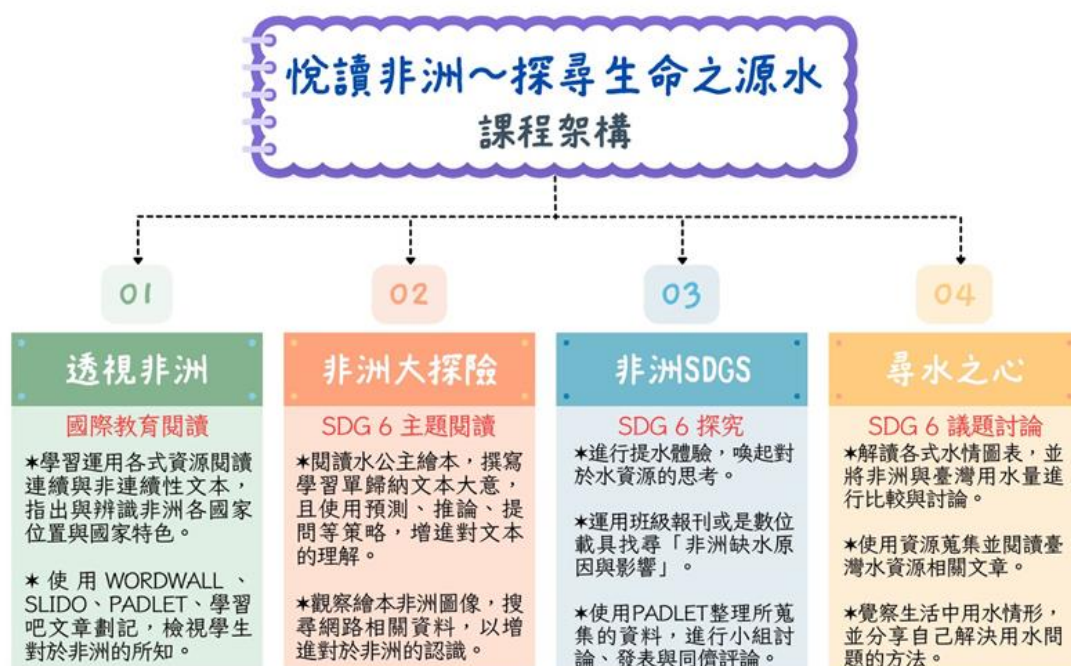 悅讀非洲～探尋生命之源水
課程架構
01
透視非洲
國際教育閱讀
✶學習運用各式資源閱讀
連續與非連續性文本，
指出與辨識非洲各國家
位置與國家特色。
✶使用WORDWALL、
SLIDO、PADLET、學習
吧文章劃記，檢視學生
對於非洲的所知。
02
非洲大探險
SDG 6 主題閱讀
✶閱讀水公主繪本，撰寫
學習單歸納文本大意，
且使用預測、推論、提
問等策略，增進對文本
的理解。
✶觀察繪本非洲圖像，搜
尋網路相關資料，以增
進對於非洲的認識。
03
非洲SDGS
SDG 6 探究
✶進行提水體驗，喚起對
於水資源的思考。
✶運用班級報刊或是數位
載具找尋「非洲缺水原
因與影響」。
✶使用PADLET整理所蒐
集的資料，進行小組討
論、發表與同儕評論。
04
尋水之心
SDG 6 議題討論
✶解讀各式水情圖表，並
將非洲與臺灣用水量進
行比較與討論。
✶使用資源蒐集並閱讀臺
灣水資源相關文章。
✶覺察生活中用水情形，
並分享自己解決用水問
題的方法。